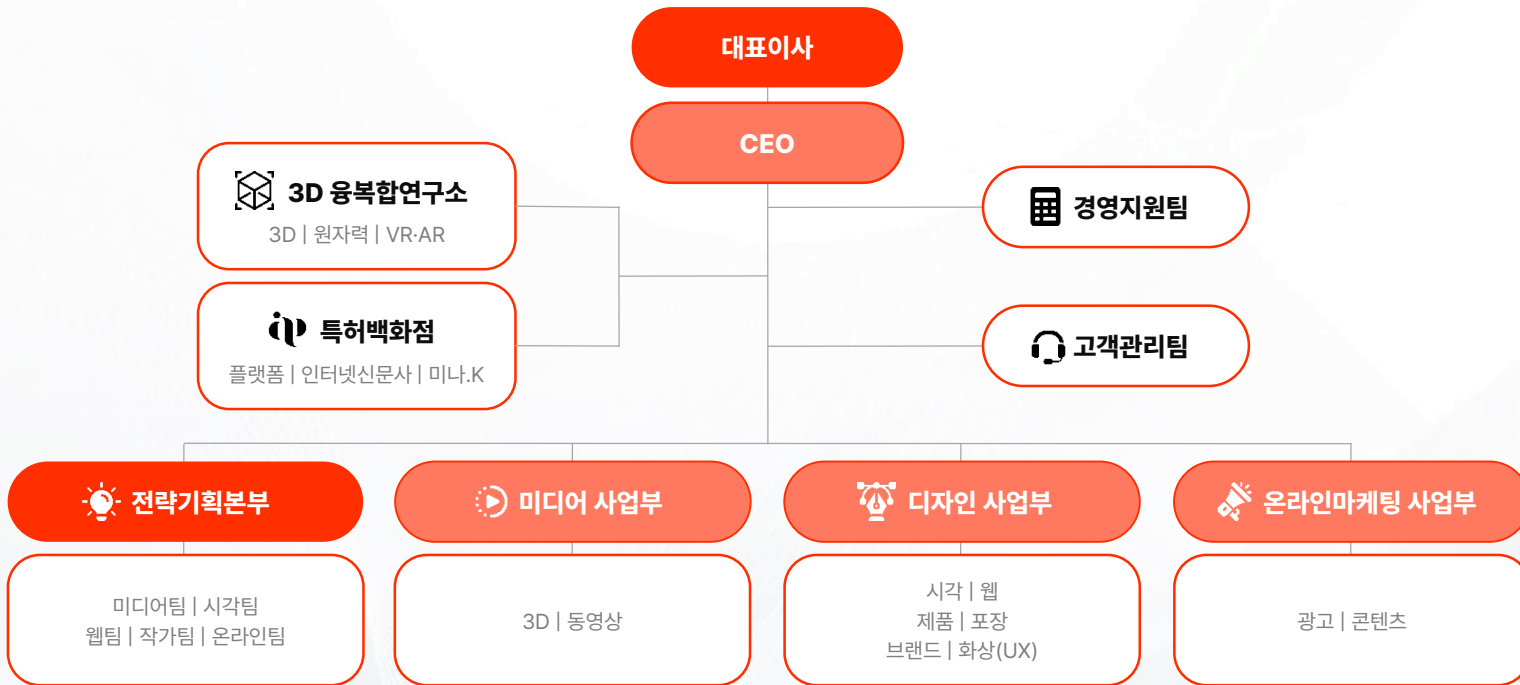 대표이사
CEO
3D 융복합연구소
3D | 원자력 | VR·AR
특허백화점
플랫폼 | 인터넷신문사 | 미나.K
경영지원팀
고객관리팀
전략기획본부
미디어팀 | 시각팀
웹팀 | 작가팀 | 온라인팀
미디어 사업부
3D | 동영상
디자인 사업부
시각 | 웹
제품 | 포장
브랜드 | 화상(UX)
온라인마케팅 사업부
광고 | 콘텐츠